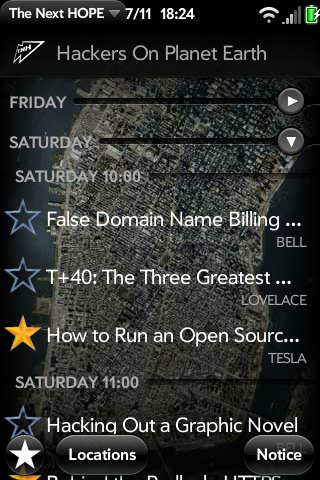 The Next HOPE 7/11 18:24
Hackers On Planet Earth
FRIDAY
SATURDAY
SATURDAY 10:00
False Domain Name Billing ...
BELL
T+40: The Three Greatest ...
LOVELACE
How to Run an Open Sourc...
TESLA
SATURDAY 11:00
Hacking Out a Graphic Novel
BELL
Locations
Notice